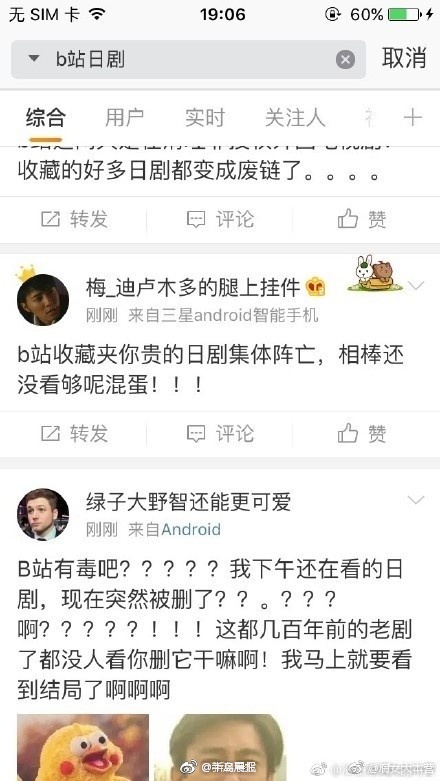 无 SIM 卡
19:06
60%
b站日剧
取消
综合
用户
实时
关注人
收藏的好多日剧都变成废链了。。。。
转发
评论
赞
梅_迪卢木多的腿上挂件
刚刚 来自三星android智能手机
b站收藏夹你贵的日剧集体阵亡，相棒还
没看够呢混蛋！！！
转发
评论
赞
绿子大野智还能更可爱
刚刚 来自Android
B站有毒吧？？？？？我下午还在看的日
剧，现在突然被删了？？。？？？
啊？？？？？！！！这都几百年前的老剧
了都没人看你删它干嘛啊！我马上就要看
到结局了啊啊啊
@新岛晨报